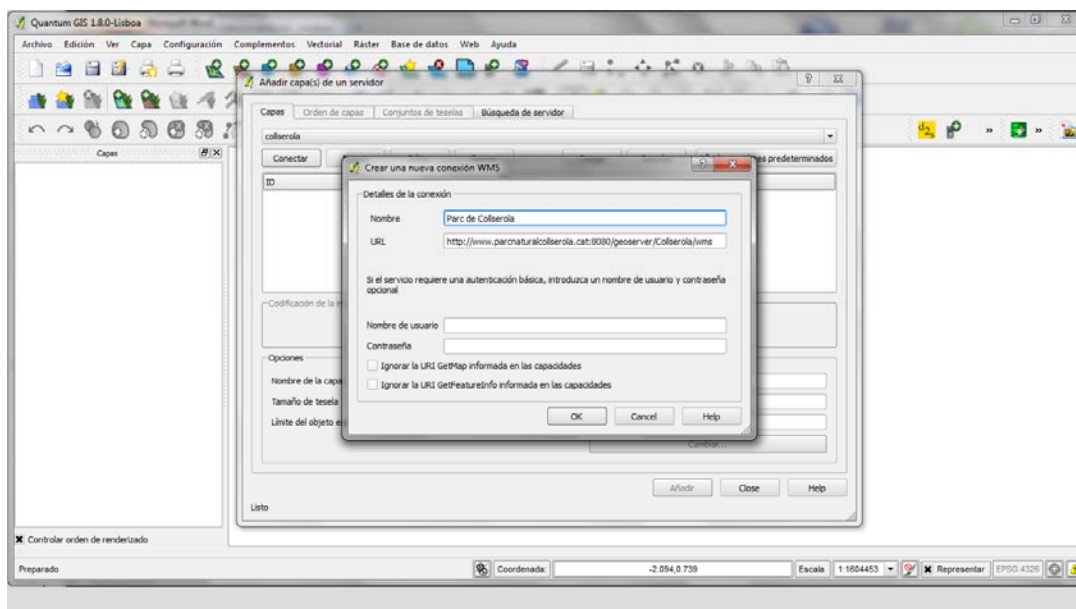 Quantum GIS 1.8.0-Lisboa
Archivo Edición Ver Capa Configuración Complementos Vectorial Ráster Base de datos Web Ayuda
Añadir capa(s) de un servidor
Capas Orden de capas Conjuntos de teselas Búsqueda de servidor
collserola
Capas
Conectar
predeterminados
ID
Crear una nueva conexión WMS
Detalles de la conexión
Nombre Parc de Collserola
URL http://www.parcnaturalcollserola.cat:8080/geoserver/Collserola/wms
Si el servicio requiere una autenticación básica, introduzca un nombre de usuario y contraseña
opcional
Codificación de la
Nombre de usuario
Contraseña
Ignorar la URI GetMap informada en las capacidades
Ignorar la URI GetFeatureInfo informada en las capacidades
OK Cancel Help
Opciones
Nombre de la capa
Tamaño de tesela
Límite del objeto
Cambiar...
Añadir Close Help
Listo
Controlar orden de renderizado
Preparado
Coordenada: -2.094,0.739 Escala 1:1604453 Representar EPSG:4326